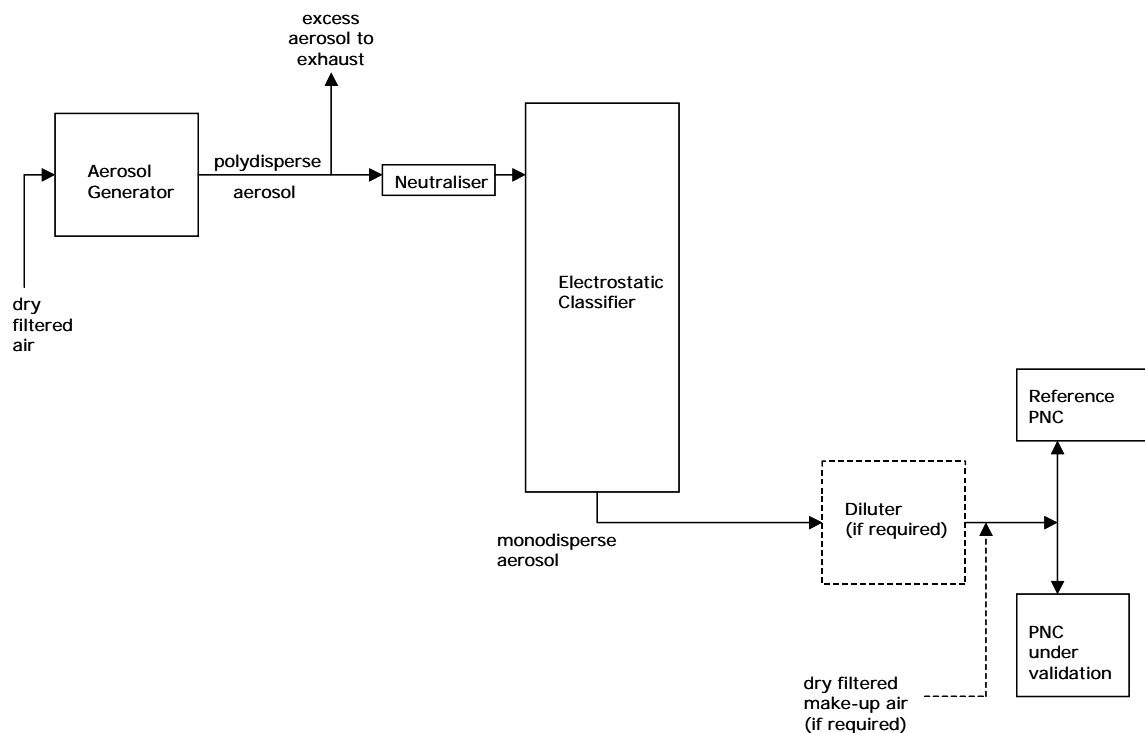 excess
aerosol to
exhaust
Aerosol
Generator
polydisperse
aerosol
Neutraliser
dry
filtered
air
Electrostatic
Classifier
Reference
PNC
Diluter
(if required)
monodisperse
aerosol
PNC
under
validation
dry filtered
make-up air
(if required)